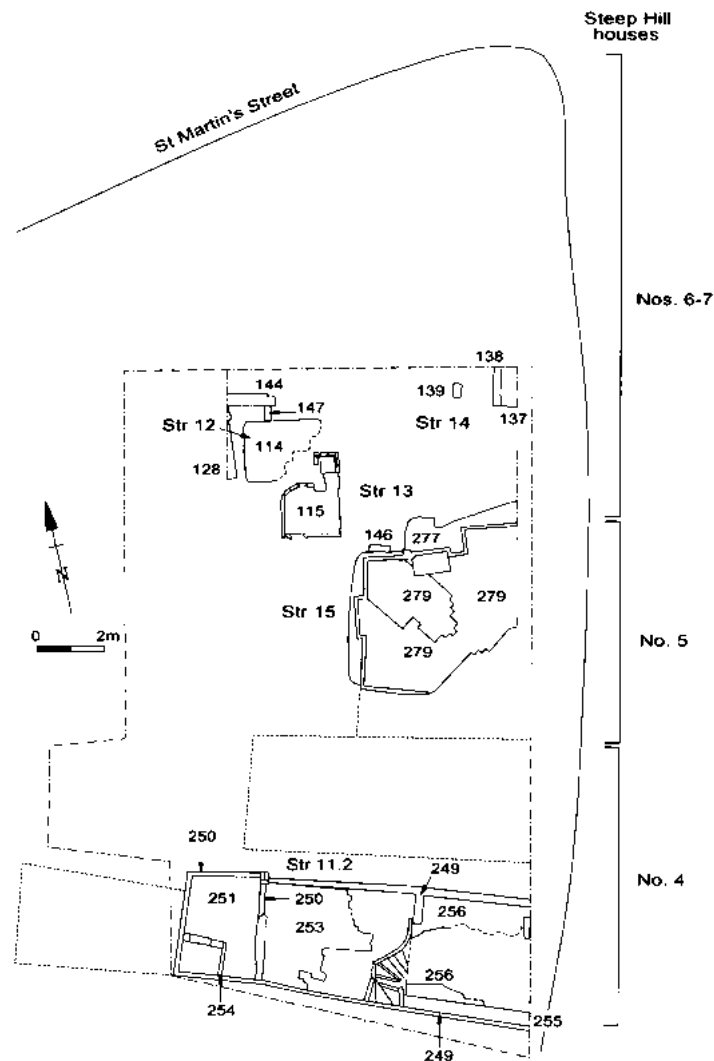 Steep Hill
houses
St Martin's Street
Nos. 6-7
138
144
139
147
Str 12
Str 14
137
114
128
Str 13
115
146
277
N
0 2m
279
279
Str 15
279
No. 5
250
Str 11.2
249
No. 4
251
250
256
253
256
254
255
249